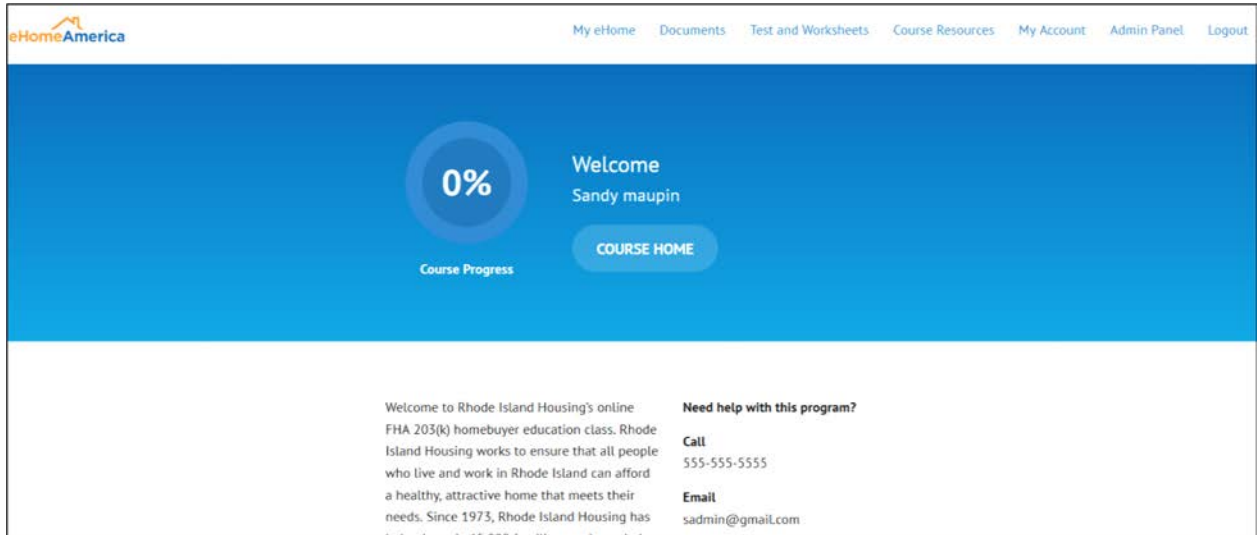 eHomeAmerica
My eHome Documents Test and Worksheets Course Resources My Account Admin Panel Logout
0%
Course Progress
Welcome
Sandy maupin
COURSE HOME
Welcome to Rhode Island Housing's online
FHA 203(k) homebuyer education class. Rhode
Island Housing works to ensure that all people
who live and work in Rhode Island can afford
a healthy, attractive home that meets their
needs. Since 1973, Rhode Island Housing has
Need help with this program?
Call
555-555-5555
Email
sadmin@gmail.com